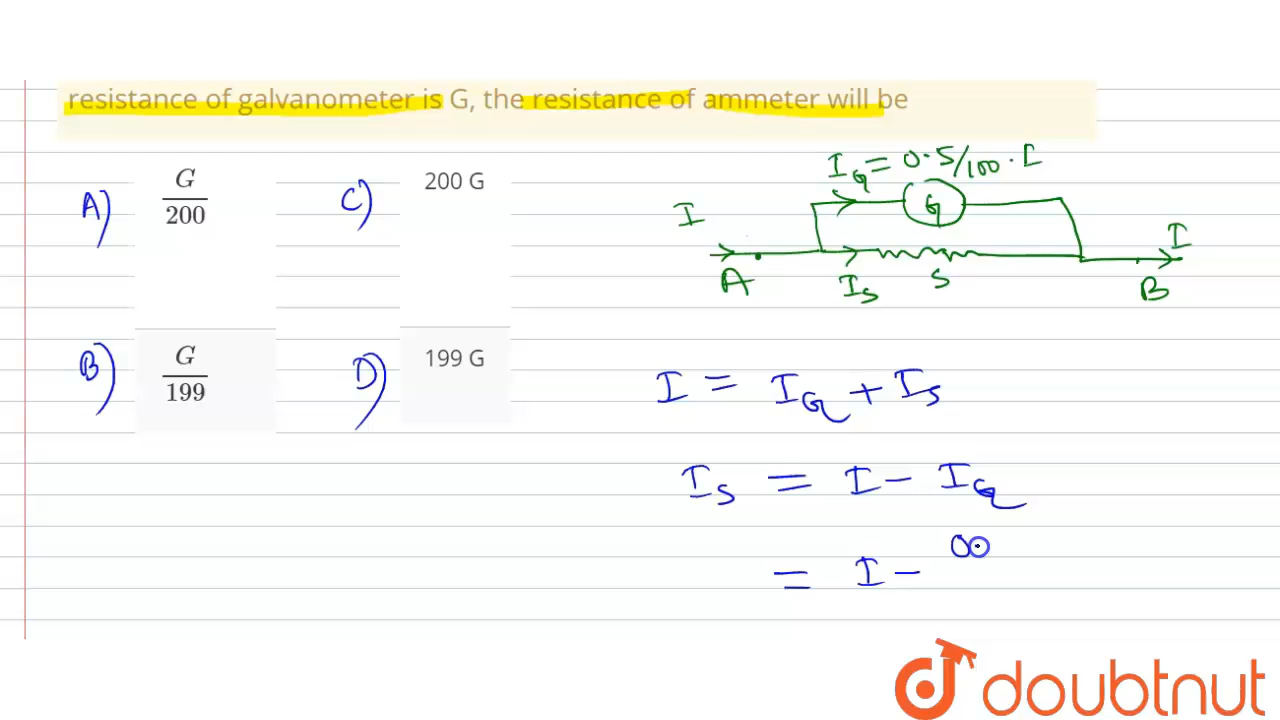 resistance of galvanometer is G, the resistance of ammeter will be
A) G/200
C) 200 G
B) G/199
D) 199 G
I_G = 0.5/100 · I
I
G
I
A
I_S
S
B
I = I_G + I_S
I_S = I - I_G
= I - 00
doubtnut